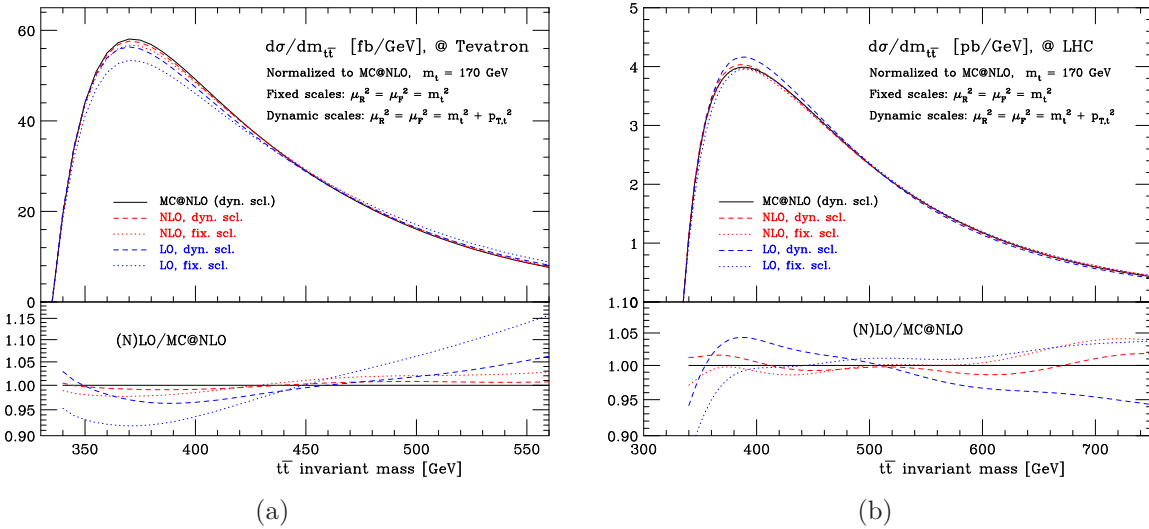 dσ/dm_tt̅ [fb/GeV], @ Tevatron
Normalized to MC@NLO, m_t = 170 GeV
Fixed scales: μ_R² = μ_F² = m_t²
Dynamic scales: μ_R² = μ_F² = m_t² + p_T,t²
MC@NLO (dyn. scl.)
NLO, dyn. scl.
NLO, fix. scl.
LO, dyn. scl.
LO, fix. scl.
60
40
20
0
(N)LO/MC@NLO
1.15
1.10
1.05
1.00
0.95
0.90
350 400 450 500 550
tt̅ invariant mass [GeV]
(a)
dσ/dm_tt̅ [pb/GeV], @ LHC
Normalized to MC@NLO, m_t = 170 GeV
Fixed scales: μ_R² = μ_F² = m_t²
Dynamic scales: μ_R² = μ_F² = m_t² + p_T,t²
MC@NLO (dyn. scl.)
NLO, dyn. scl.
NLO, fix. scl.
LO, dyn. scl.
LO, fix. scl.
5
4
3
2
1
1.10
(N)LO/MC@NLO
1.05
1.00
0.95
0.90
300 400 500 600 700
tt̅ invariant mass [GeV]
(b)